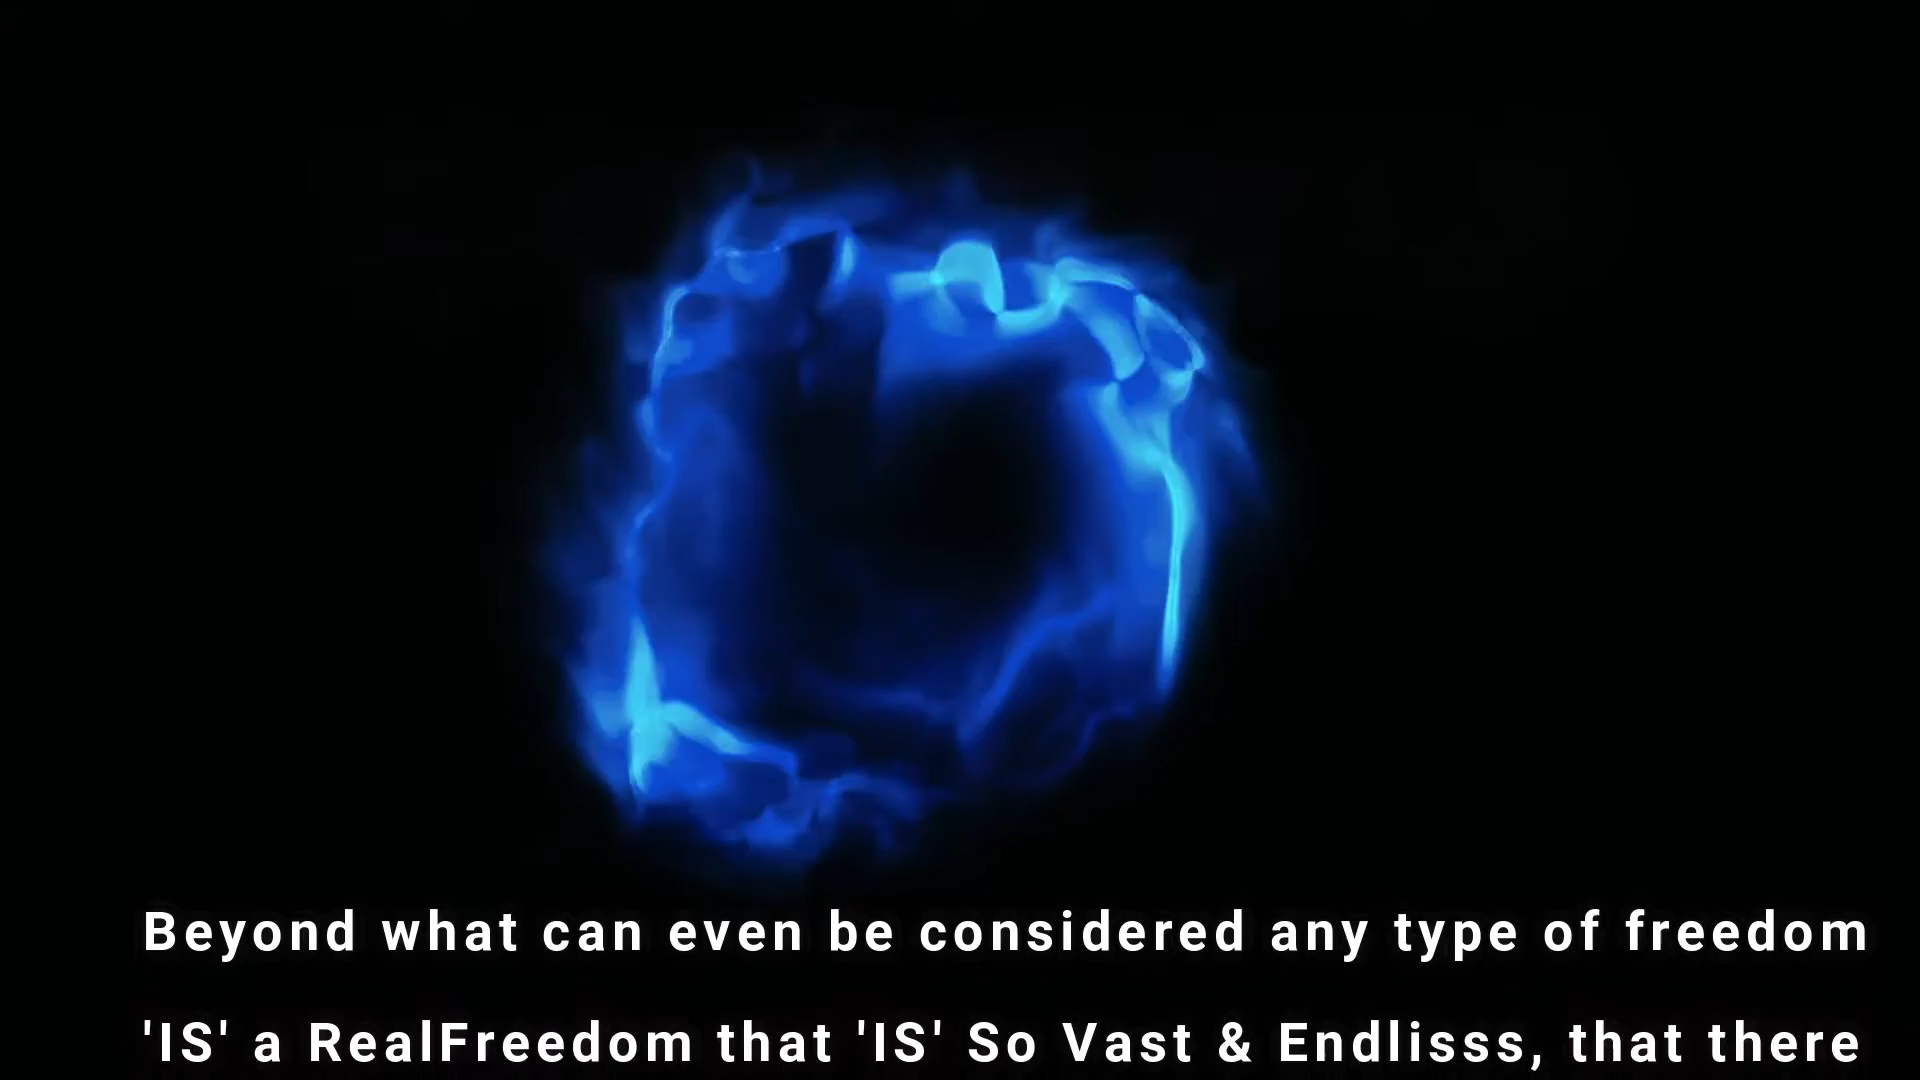 Beyond what can even be considered any type of freedom
'IS' a RealFreedom that 'IS' So Vast & Endlisss, that there